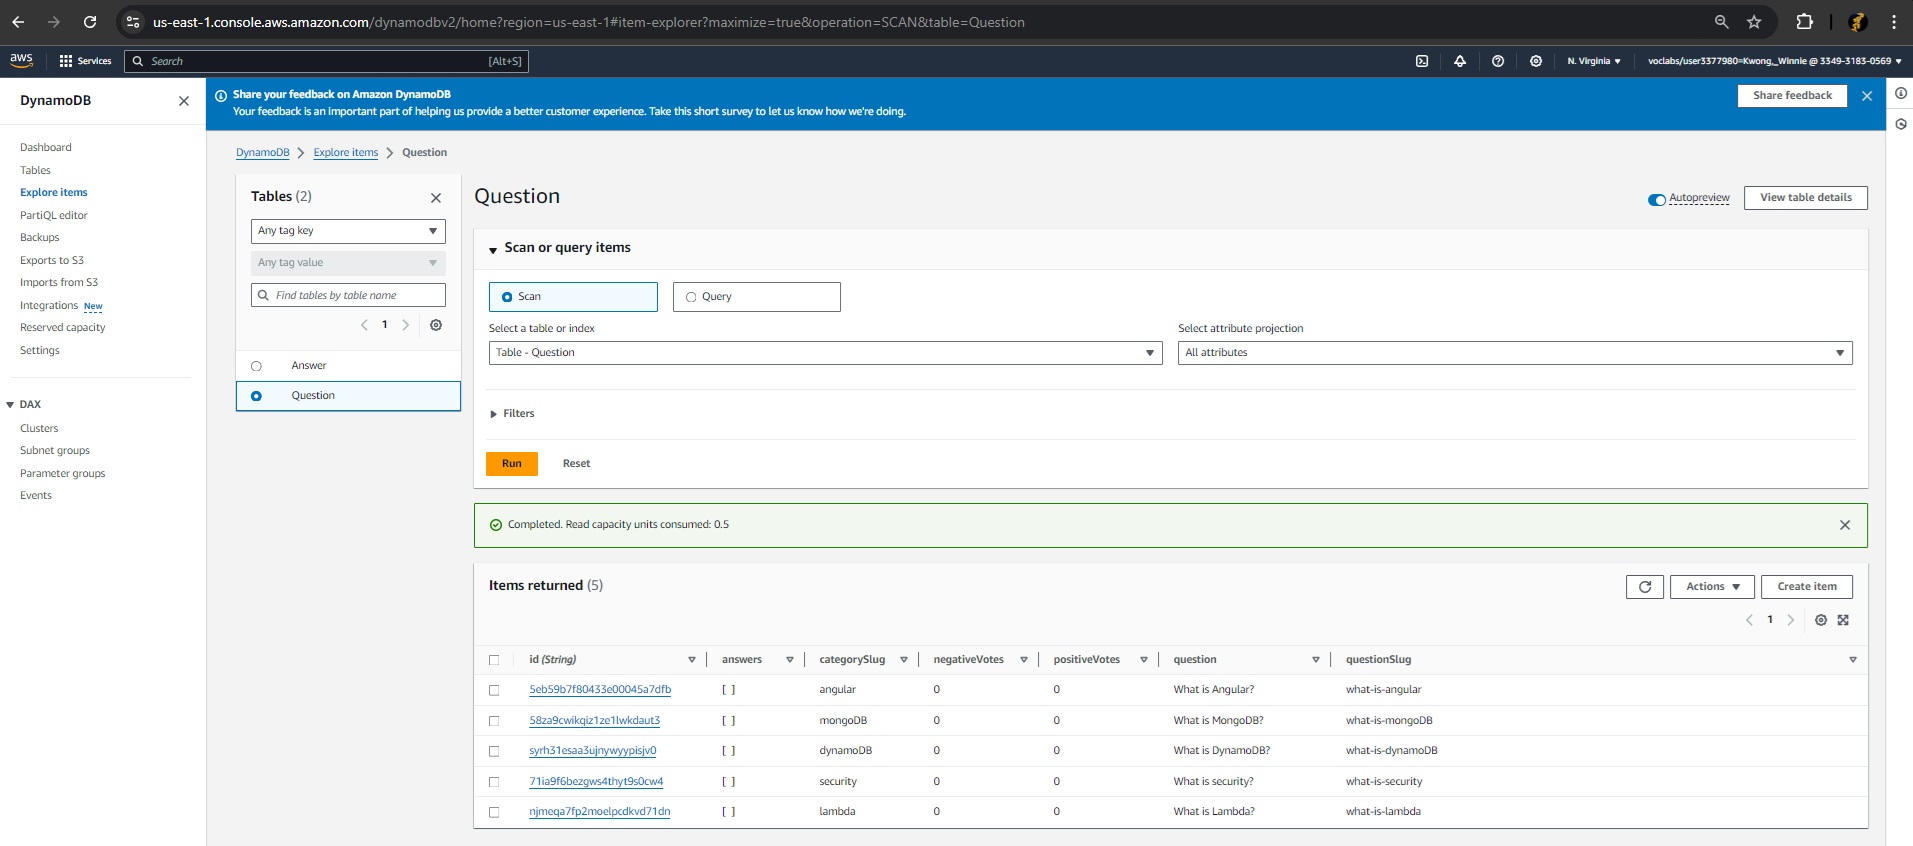 us-east-1.console.aws.amazon.com/dynamodbv2/home?region=us-east-1#item-explorer?maximize=true&operation=SCAN&table=Question
aws Services Search [Alt+S] N. Virginia voclabs/user3377980=Kwong,_Winnie @ 3349-3183-0569
DynamoDB
Dashboard
Tables
Explore items
PartiQL editor
Backups
Exports to S3
Imports from S3
Integrations New
Reserved capacity
Settings
DAX
Clusters
Subnet groups
Parameter groups
Events
Share your feedback on Amazon DynamoDB
Your feedback is an important part of helping us provide a better customer experience. Take this short survey to let us know how we're doing.
Share feedback
DynamoDB Explore items Question
Tables (2)
Any tag key
Any tag value
Find tables by table name
1
Answer
Question
Question
Autopreview View table details
Scan or query items
Scan Query
Select a table or index Select attribute projection
Table - Question All attributes
Filters
Run Reset
Completed. Read capacity units consumed: 0.5
Items returned (5)
Actions Create item
1
id (String) answers categorySlug negativeVotes positiveVotes question questionSlug
5eb59b7f80433e00045a7dfb [ ] angular 0 0 What is Angular? what-is-angular
58za9cwikqiz1ze1lwkdaut3 [ ] mongoDB 0 0 What is MongoDB? what-is-mongoDB
syrh31esaa3ujnywyypisjv0 [ ] dynamoDB 0 0 What is DynamoDB? what-is-dynamoDB
71ia9f6bezgws4thyt9s0cw4 [ ] security 0 0 What is security? what-is-security
njmeqa7fp2moelpcdkvd71dn [ ] lambda 0 0 What is Lambda? what-is-lambda